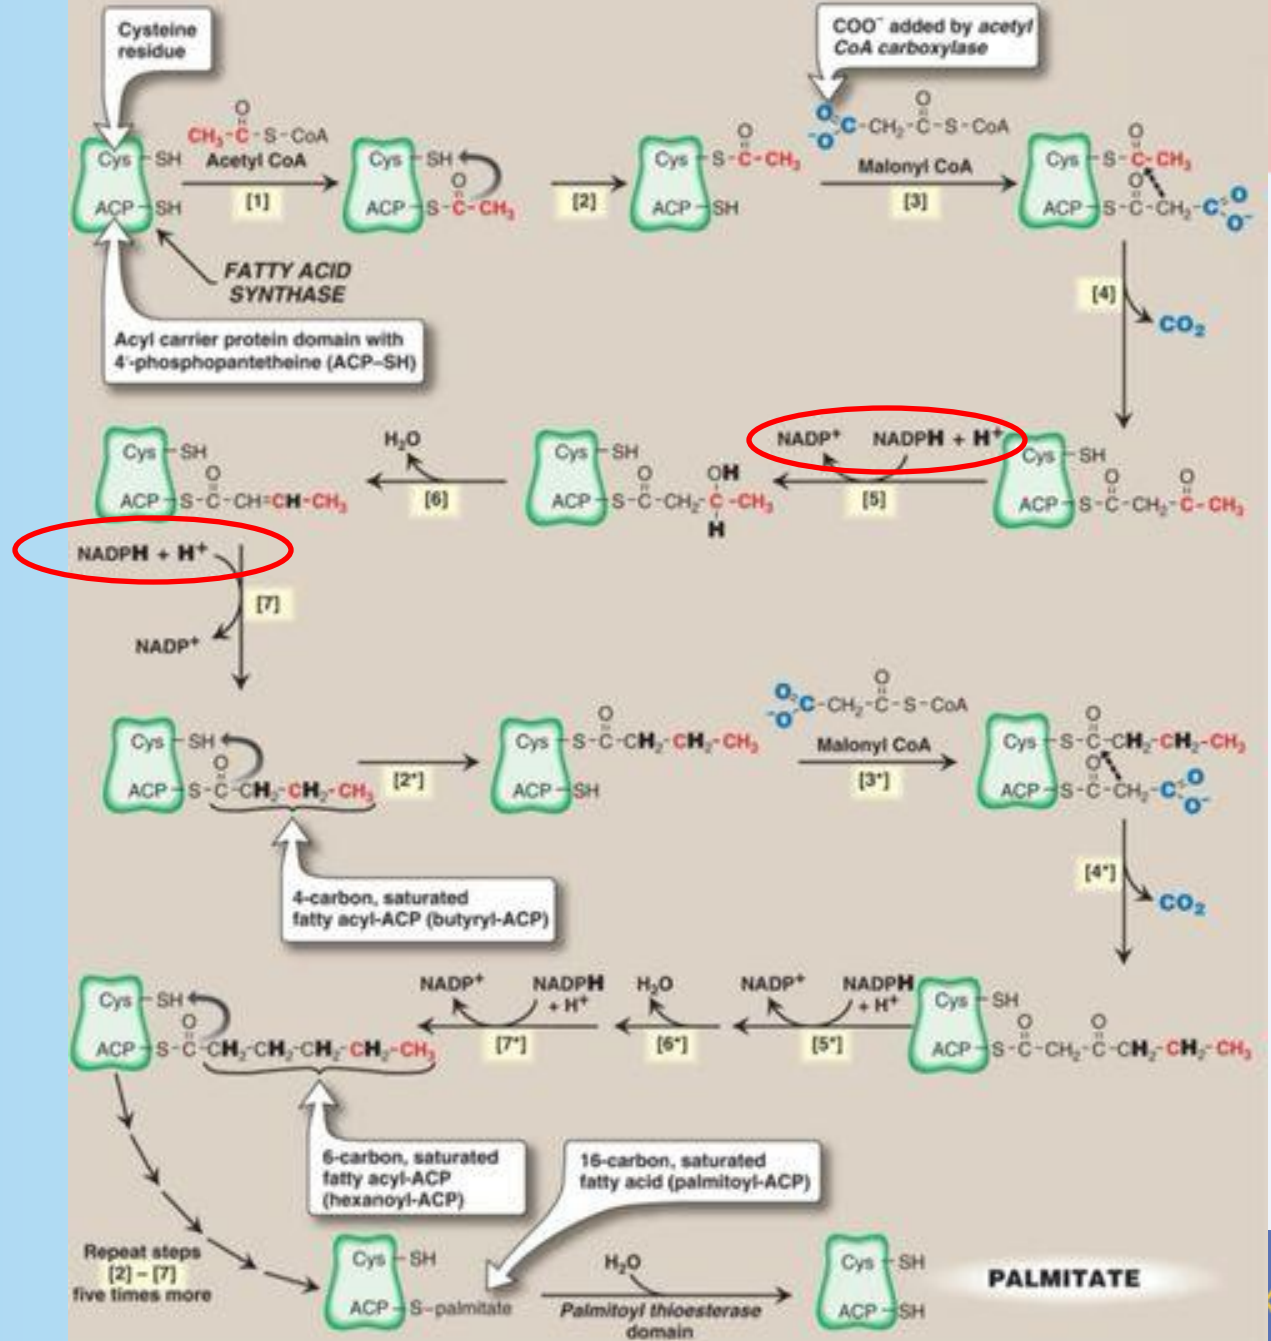 Cysteine
residue
COO⁻ added by acetyl
CoA carboxylase
O
CH₃-C-S-CoA
Acetyl CoA
[1]
Cys SH
ACP SH
Cys SH
O
ACP S-C-CH₃
[2]
O
Cys S-C-CH₃
ACP SH
O
O
⁻O
C-CH₂-C-S-CoA
Malonyl CoA
[3]
O
Cys S-C-CH₃
O
ACP S-C-CH₂-C
O
O⁻
FATTY ACID
SYNTHASE
Acyl carrier protein domain with
4'-phosphopantetheine (ACP–SH)
[4]
CO₂
Cys SH
O
ACP S-C-CH=CH-CH₃
H₂O
[6]
Cys SH
O
OH
ACP S-C-CH₂-C-CH₃
H
NADP⁺ NADPH + H⁺
[5]
Cys SH
O O
ACP S-C-CH₂-C-CH₃
NADPH + H⁺
[7]
NADP⁺
Cys SH
O
ACP S-C-CH₂-CH₂-CH₃
[2*]
O
Cys S-C-CH₂-CH₂-CH₃
ACP SH
O
O
⁻O
C-CH₂-C-S-CoA
Malonyl CoA
[3*]
O
Cys S-C-CH₂-CH₂-CH₃
O
ACP S-C-CH₂-C
O
O⁻
4-carbon, saturated
fatty acyl-ACP (butyryl-ACP)
[4*]
CO₂
Cys SH
O
ACP S-C-CH₂-CH₂-CH₂-CH₂-CH₃
NADP⁺ NADPH
+ H⁺
[7*]
H₂O
[6*]
NADP⁺ NADPH
+ H⁺
[5*]
Cys SH
O O
ACP S-C-CH₂-C-CH₂-CH₂-CH₃
6-carbon, saturated
fatty acyl-ACP
(hexanoyl-ACP)
16-carbon, saturated
fatty acid (palmitoyl-ACP)
Repeat steps
[2] – [7]
five times more
Cys SH
ACP S-palmitate
H₂O
Palmitoyl thioesterase
domain
Cys SH
ACP SH
PALMITATE